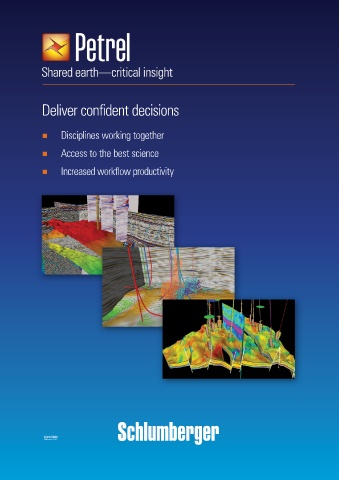 Petrel
Shared earth—critical insight
Deliver confident decisions
Disciplines working together
Access to the best science
Increased workflow productivity
Schlumberger